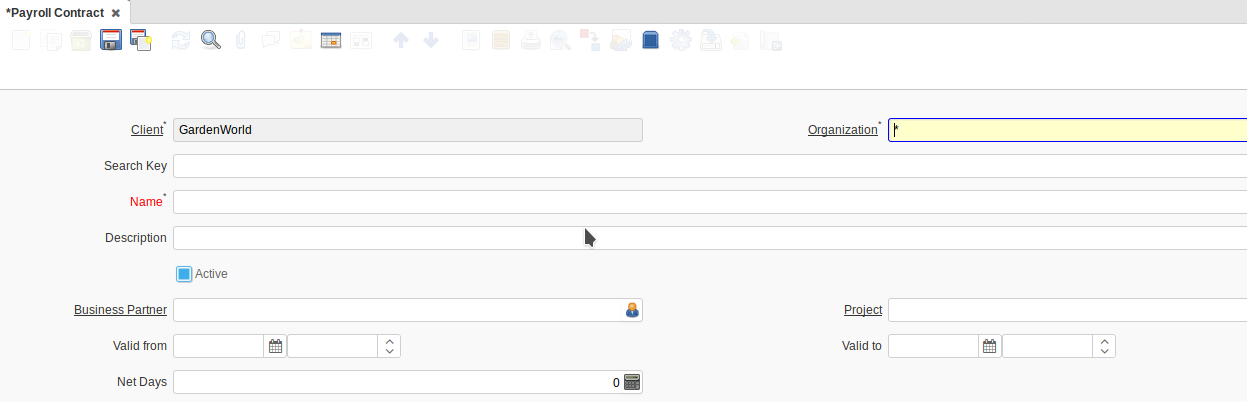 *Payroll Contract
Client* GardenWorld Organization* *
Search Key
Name*
Description
Active
Business Partner Project
Valid from Valid to
Net Days 0